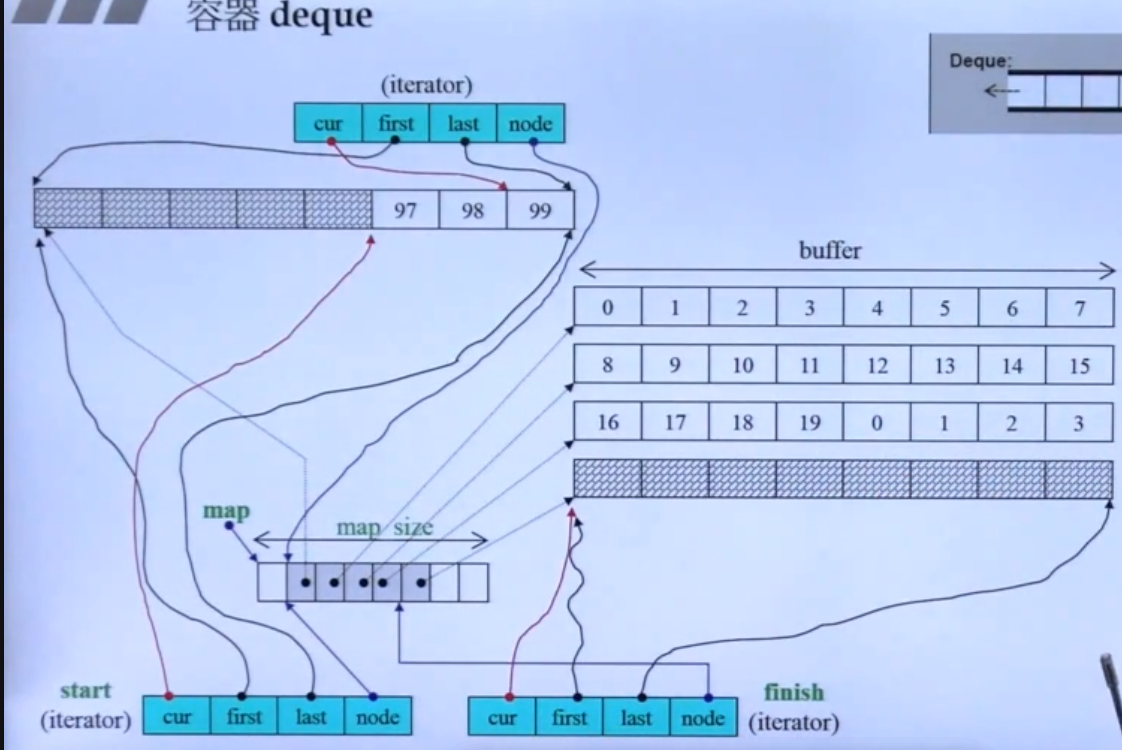 容器 deque
Deque:
(iterator)
cur first last node
97 98 99
buffer
0 1 2 3 4 5 6 7
8 9 10 11 12 13 14 15
16 17 18 19 0 1 2 3
map
map size
start
(iterator)
cur first last node
cur first last node
finish
(iterator)